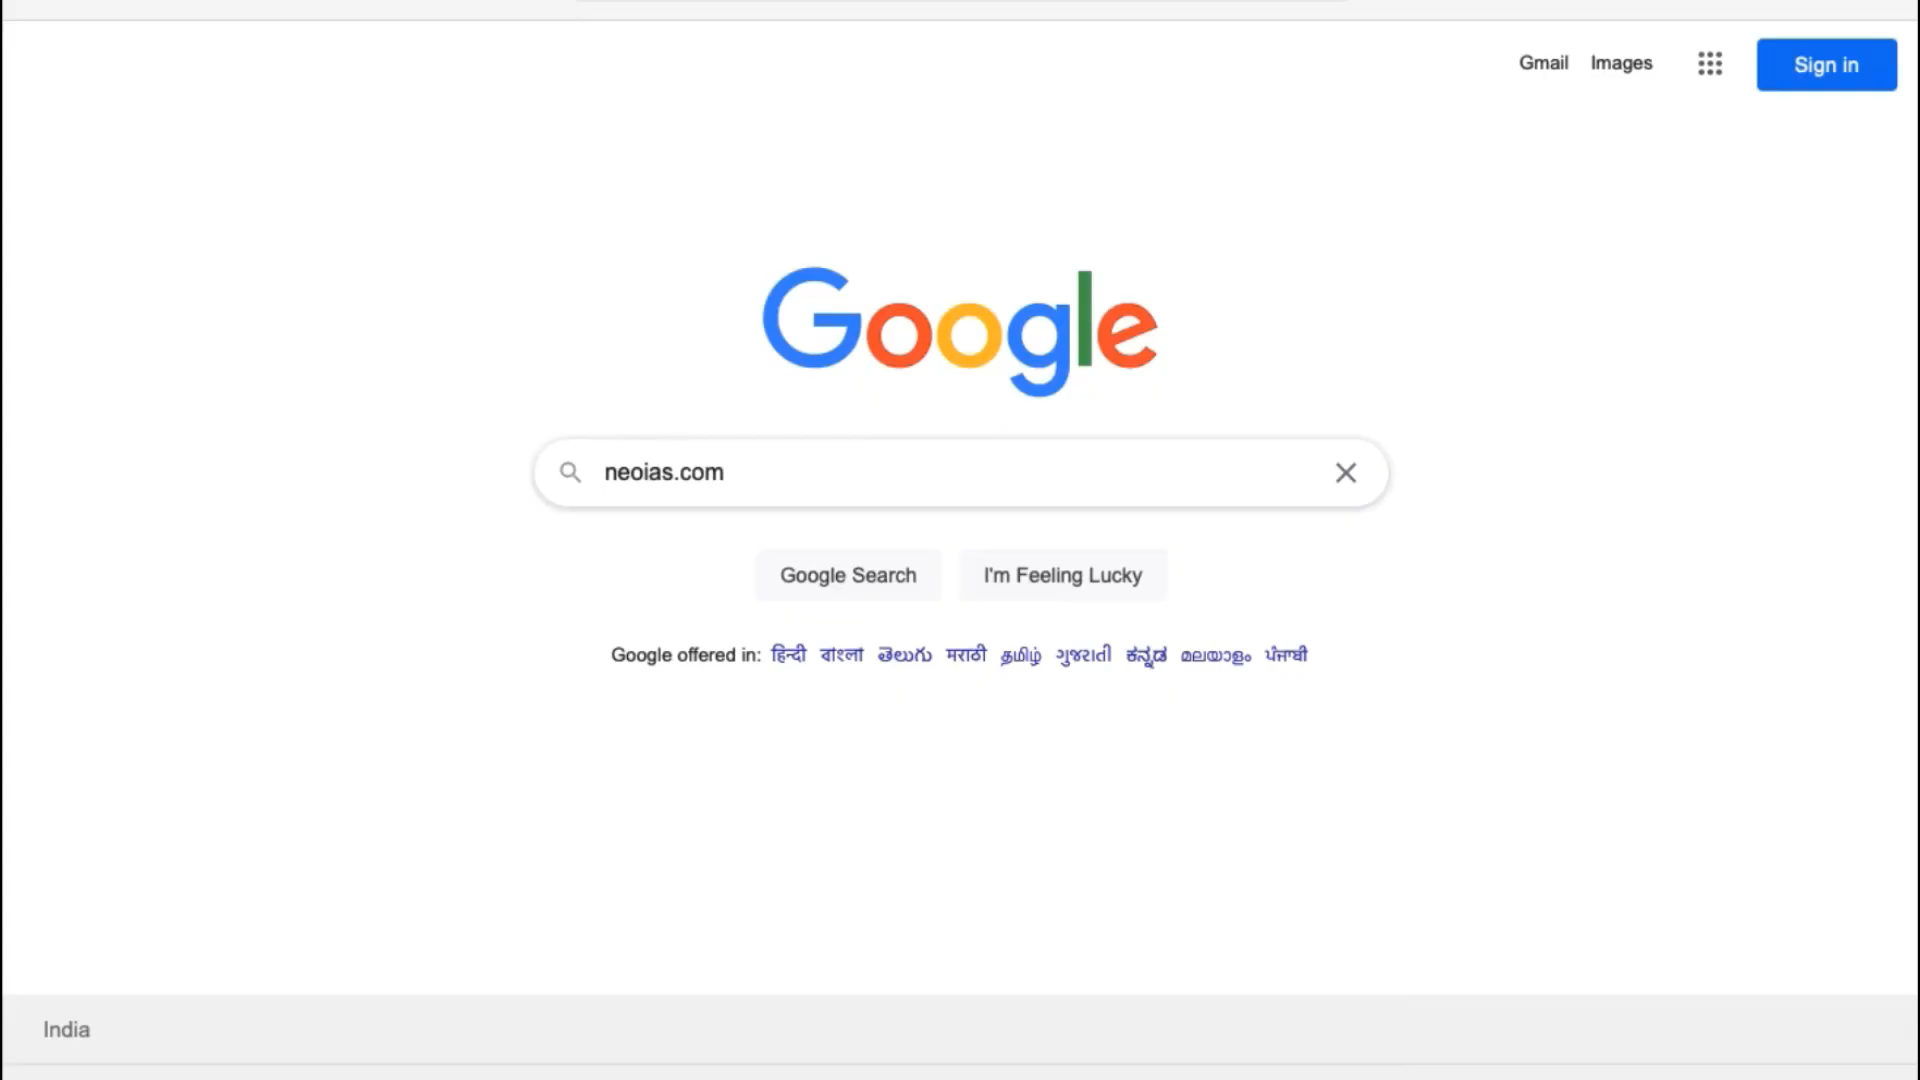 Gmail Images Sign in
Google
neoias.com
Google Search I'm Feeling Lucky
Google offered in: हिन्दी বাংলা తెలుగు मराठी தமிழ் ગુજરાતી ಕನ್ನಡ മലയാളം ਪੰਜਾਬੀ
India